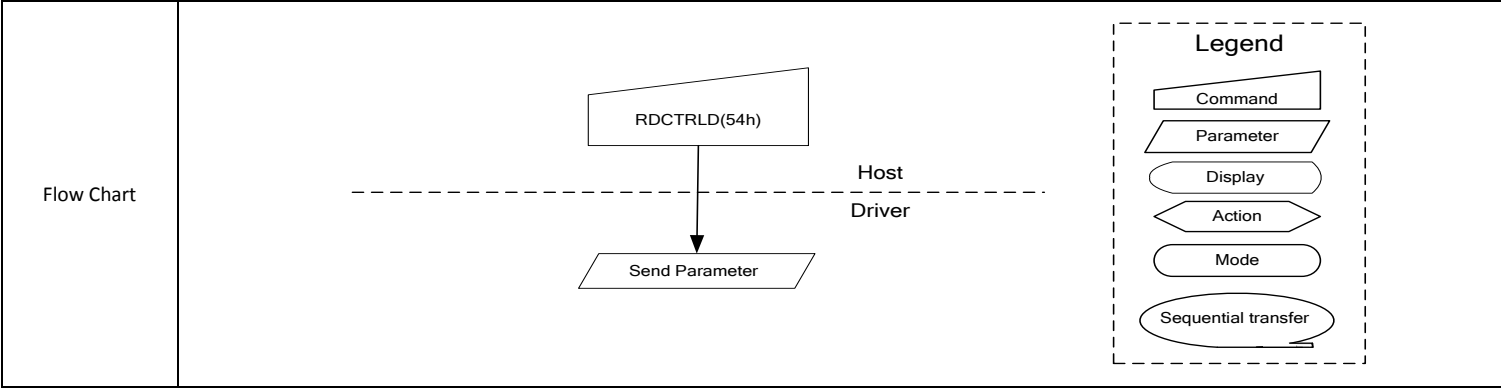 Flow Chart
RDCTRLD(54h)
Host
Driver
Send Parameter
Legend
Command
Parameter
Display
Action
Mode
Sequential transfer